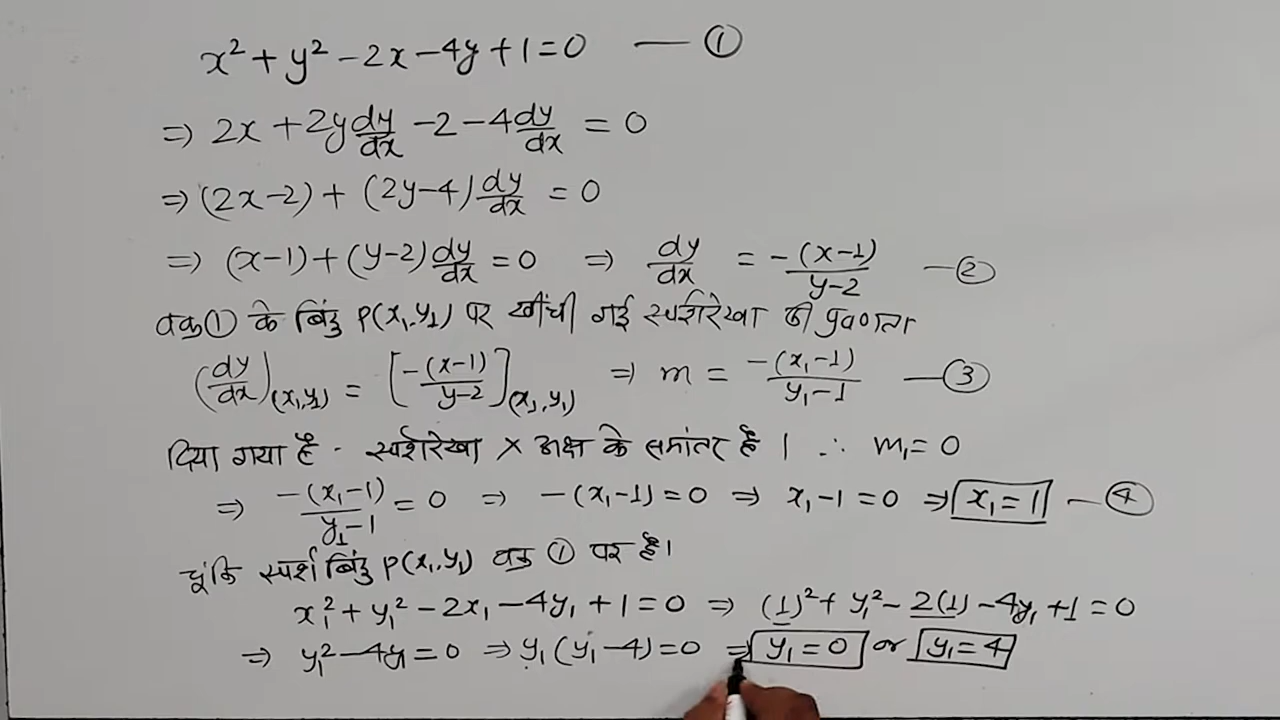 x² + y² - 2x - 4y + 1 = 0 — ①
⇒ 2x + 2y dy/dx - 2 - 4 dy/dx = 0
⇒ (2x-2) + (2y-4) dy/dx = 0
⇒ (x-1) + (y-2) dy/dx = 0 ⇒ dy/dx = -(x-1)/y-2 — ②
वक्र ① के बिंदु P(x₁,y₁) पर खींची गई स्पर्शरेखा की प्रवणता
(dy/dx)(x₁,y₁) = [-(x-1)/y-2](x₁,y₁) ⇒ m = -(x₁-1)/y₁-1 — ③
दिया गया है - स्पर्शरेखा x अक्ष के समांतर है । ∴ m₁ = 0
⇒ -(x₁-1)/y₁-1 = 0 ⇒ -(x₁-1) = 0 ⇒ x₁-1 = 0 ⇒ x₁ = 1 — ④
चूंकि स्पर्श बिंदु P(x₁,y₁) वक्र ① पर है।
x₁² + y₁² - 2x₁ - 4y₁ + 1 = 0 ⇒ (1)² + y₁² - 2(1) - 4y₁ + 1 = 0
⇒ y₁² - 4y₁ = 0 ⇒ y₁(y₁-4) = 0 ⇒ y₁ = 0 or y₁ = 4